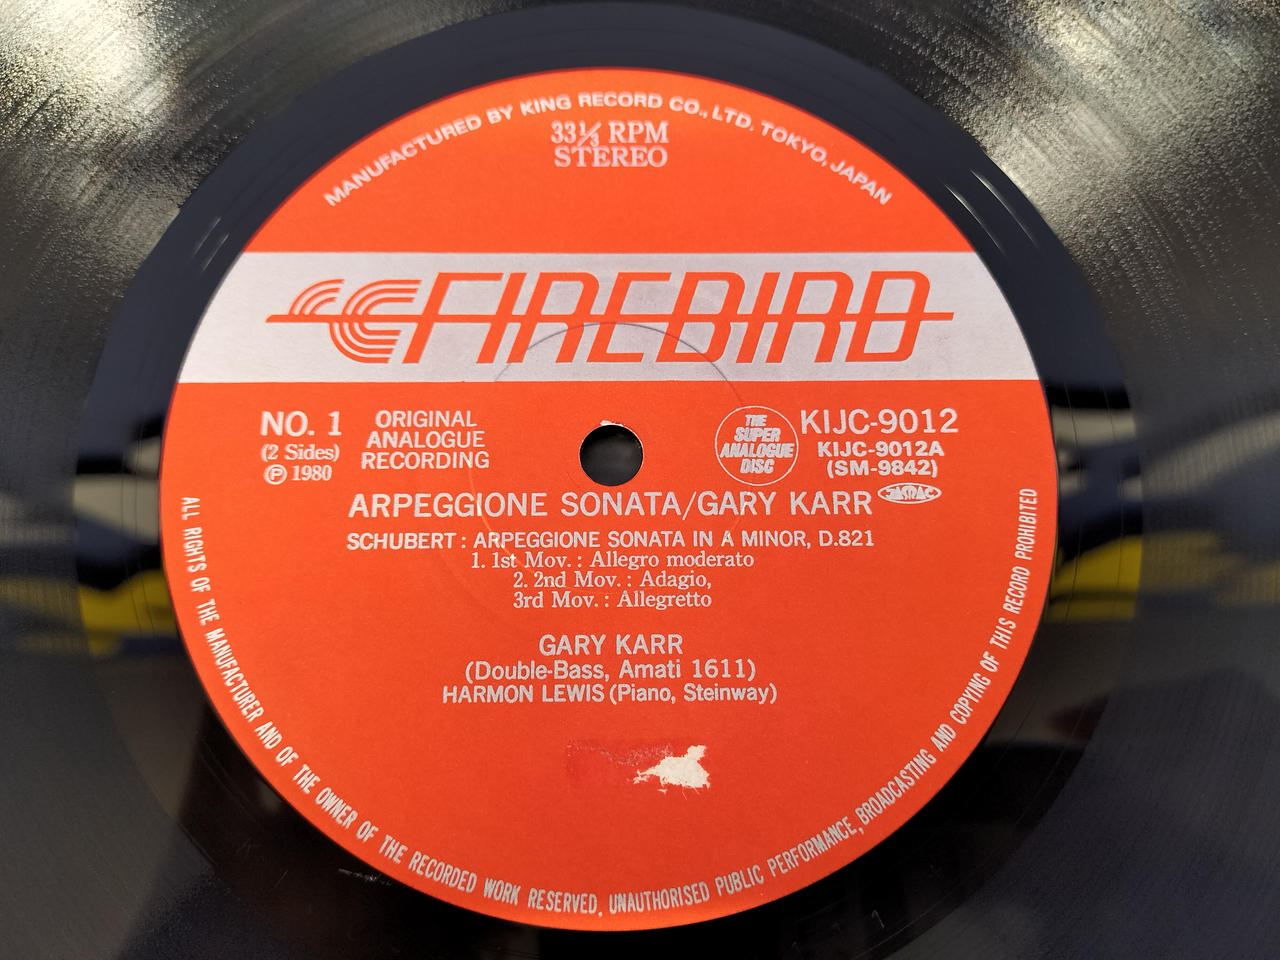 MANUFACTURED BY KING RECORD CO., LTD. TOKYO, JAPAN
33⅓ RPM
STEREO
FIREBIRD
NO. 1
(2 Sides)
Ⓟ 1980
ORIGINAL
ANALOGUE
RECORDING
THE
SUPER
ANALOGUE
DISC
KIJC-9012
KIJC-9012A
(SM-9842)
JASRAC
ARPEGGIONE SONATA/GARY KARR
SCHUBERT : ARPEGGIONE SONATA IN A MINOR, D.821
1. 1st Mov. : Allegro moderato
2. 2nd Mov. : Adagio,
3rd Mov. : Allegretto
GARY KARR
(Double-Bass, Amati 1611)
HARMON LEWIS (Piano, Steinway)
ALL RIGHTS OF THE MANUFACTURER AND OF THE OWNER OF THE RECORDED WORK RESERVED, UNAUTHORISED PUBLIC PERFORMANCE, BROADCASTING AND COPYING OF THIS RECORD PROHIBITED